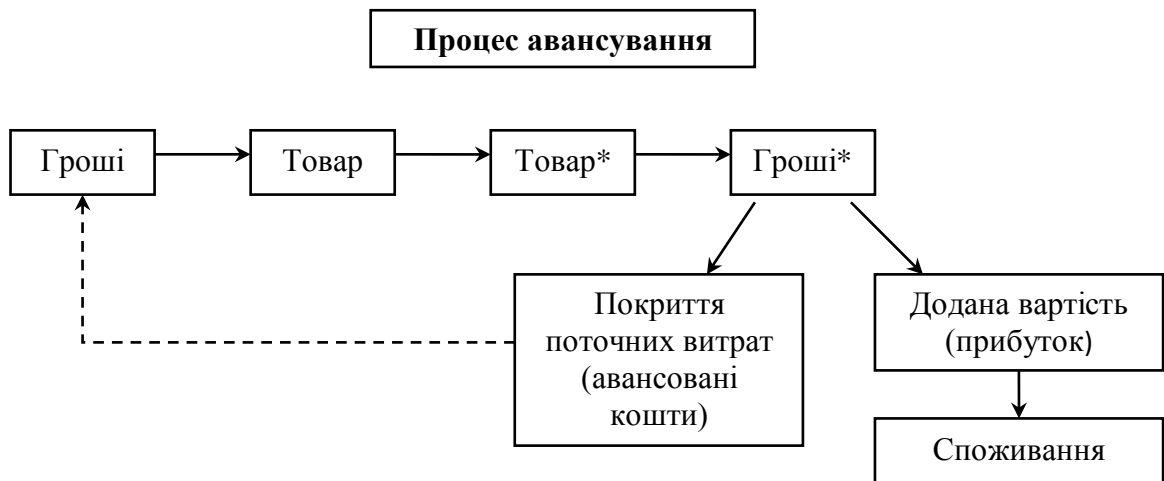 Процес авансування
Гроші
Товар
Товар*
Гроші*
Покриття
поточних витрат
(авансовані
кошти)
Додана вартість
(прибуток)
Споживання